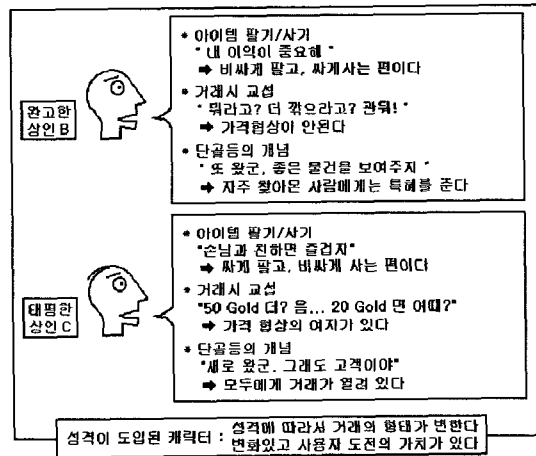 * 아이템 팔기/사기
" 내 이익이 중요해 "
➡ 비싸게 팔고, 싸게사는 편이다
* 거래시 교섭
" 뭐라고? 더 깎으라고? 관둬! "
➡ 가격협상이 안된다
* 단골등의 개념
" 또 왔군, 좋은 물건을 보여주지 "
➡ 자주 찾아온 사람에게는 특혜를 준다
완고한
상인 B
* 아이템 팔기/사기
"손님과 친하면 즐겁지"
➡ 싸게 팔고, 비싸게 사는 편이다
* 거래시 교섭
"50 Gold 더? 음... 20 Gold 면 어때?"
➡ 가격 협상의 여지가 있다
* 단골등의 개념
"새로 왔군. 그래도 고객이야"
➡ 모두에게 거래가 열려 있다
태평한
상인 C
성격이 도입된 캐릭터 : 성격에 따라서 거래의 형태가 변한다
변화있고 사용자 도전의 가치가 있다